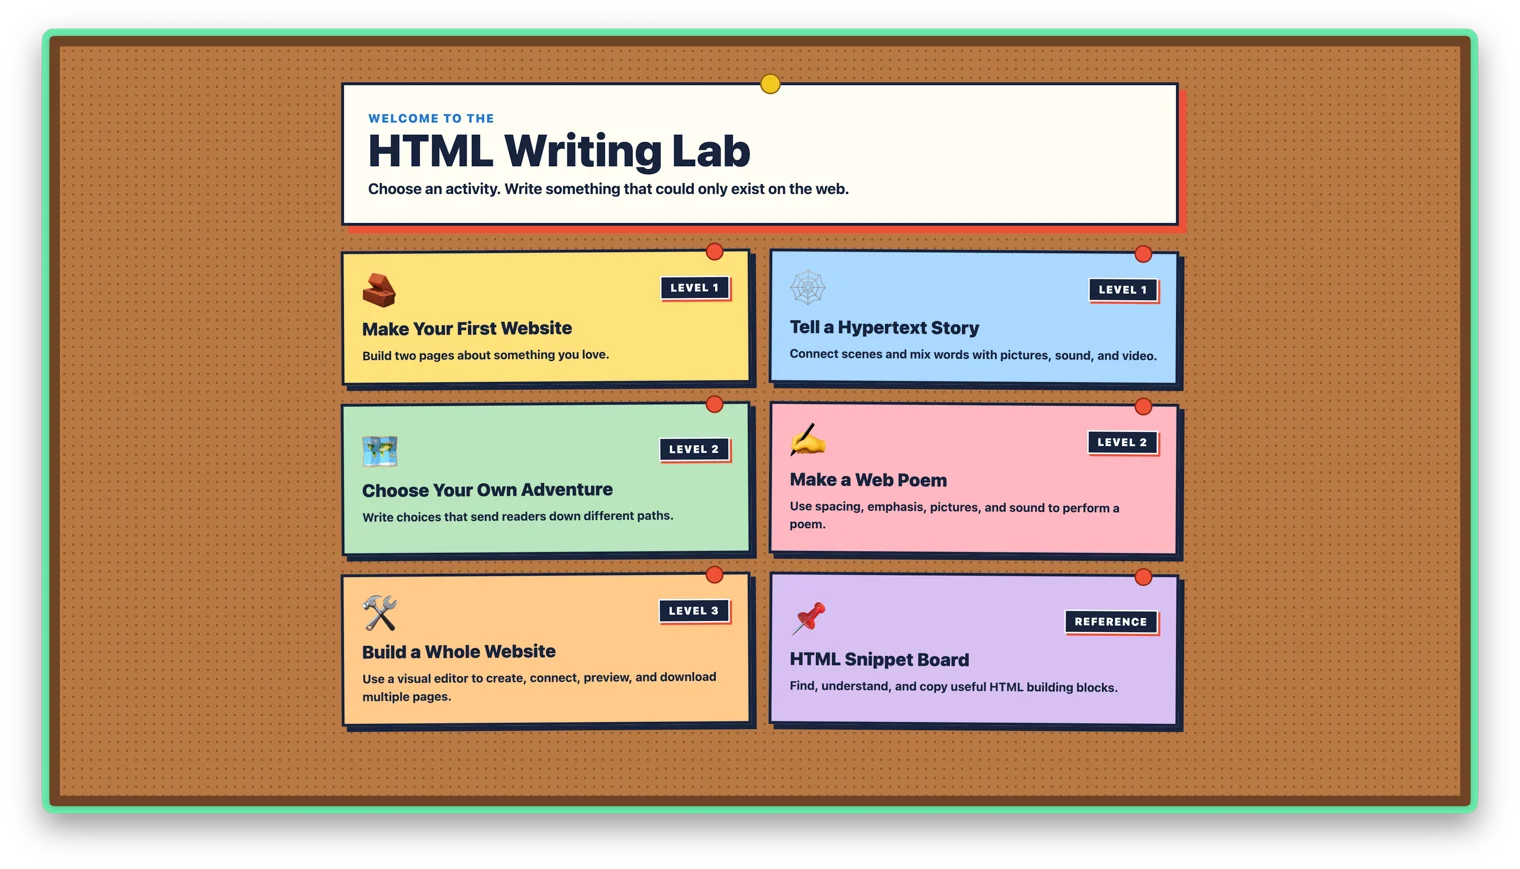 WELCOME TO THE
HTML Writing Lab
Choose an activity. Write something that could only exist on the web.
LEVEL 1
Make Your First Website
Build two pages about something you love.
LEVEL 1
Tell a Hypertext Story
Connect scenes and mix words with pictures, sound, and video.
LEVEL 2
Choose Your Own Adventure
Write choices that send readers down different paths.
LEVEL 2
Make a Web Poem
Use spacing, emphasis, pictures, and sound to perform a
poem.
LEVEL 3
Build a Whole Website
Use a visual editor to create, connect, preview, and download
multiple pages.
REFERENCE
HTML Snippet Board
Find, understand, and copy useful HTML building blocks.